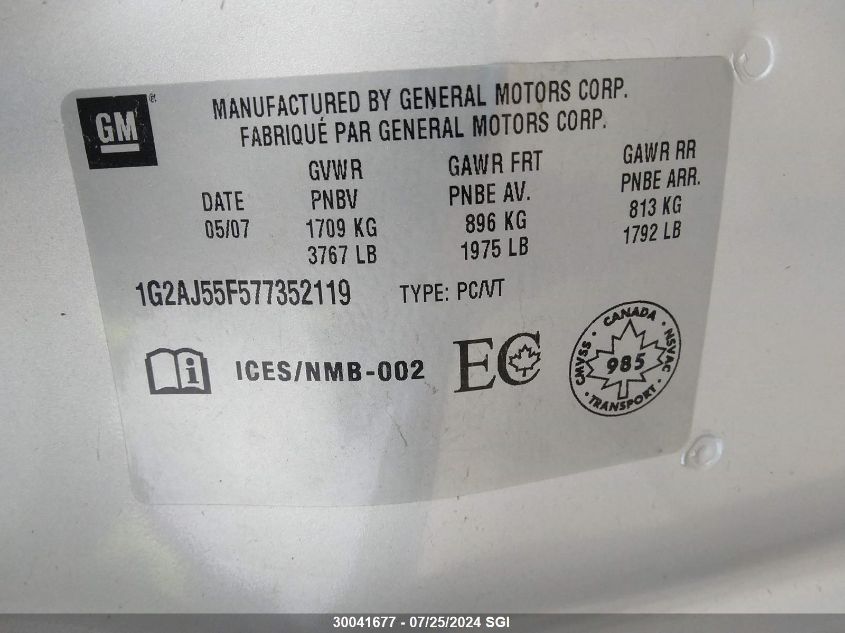 GM®
MANUFACTURED BY GENERAL MOTORS CORP.
FABRIQUÉ PAR GENERAL MOTORS CORP.
GVWR GAWR FRT GAWR RR
DATE PNBV PNBE AV. PNBE ARR.
05/07 1709 KG 896 KG 813 KG
3767 LB 1975 LB 1792 LB
1G2AJ55F577352119 TYPE: PC/VT
i ICES/NMB-002 EC
CANADA
CMVSS 985 NSVAC
TRANSPORT
30041677 - 07/25/2024 SGI